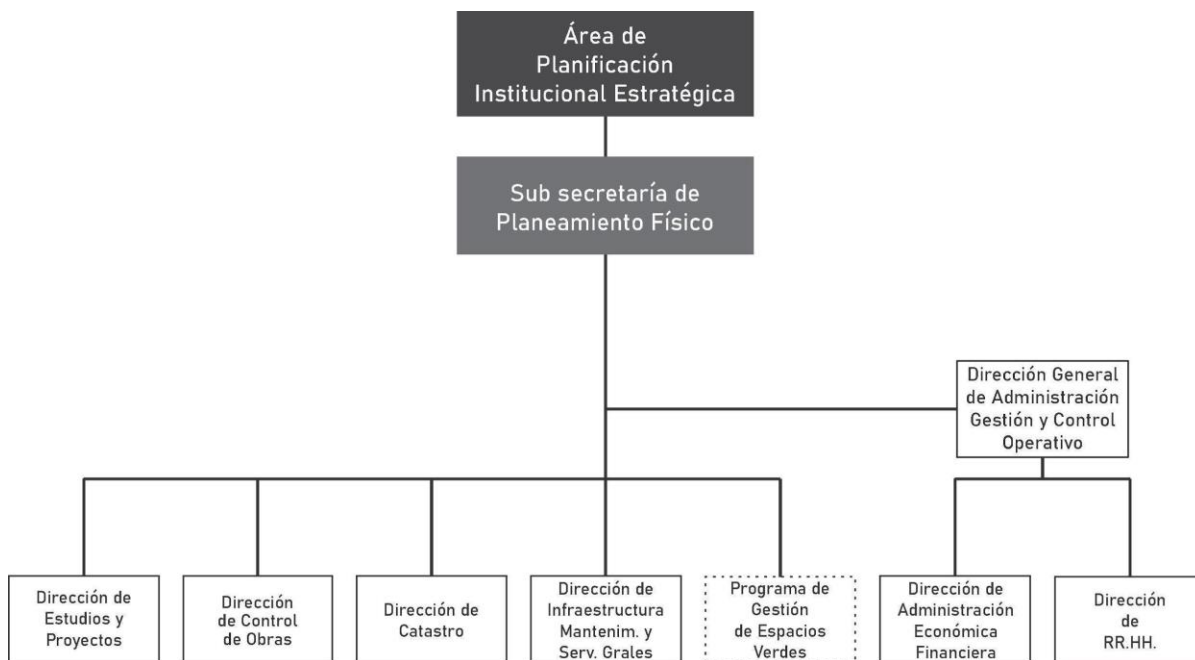 Área de
Planificación
Institucional Estratégica
Sub secretaría de
Planeamiento Físico
Dirección General
de Administración
Gestión y Control
Operativo
Dirección de
Estudios y
Proyectos
Dirección
de Control
de Obras
Dirección de
Catastro
Dirección de
Infraestructura
Mantenim. y
Serv. Grales
Programa de
Gestión
de Espacios
Verdes
Dirección de
Administración
Económica
Financiera
Dirección
de
RR.HH.